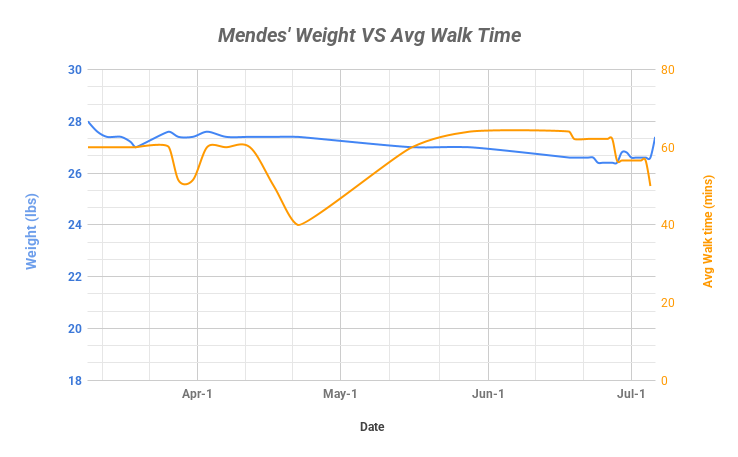 Mendes' Weight VS Avg Walk Time
30
28
26
24
22
20
18
Weight (lbs)
80
60
40
20
0
Avg Walk time (mins)
Apr-1
May-1
Jun-1
Jul-1
Date